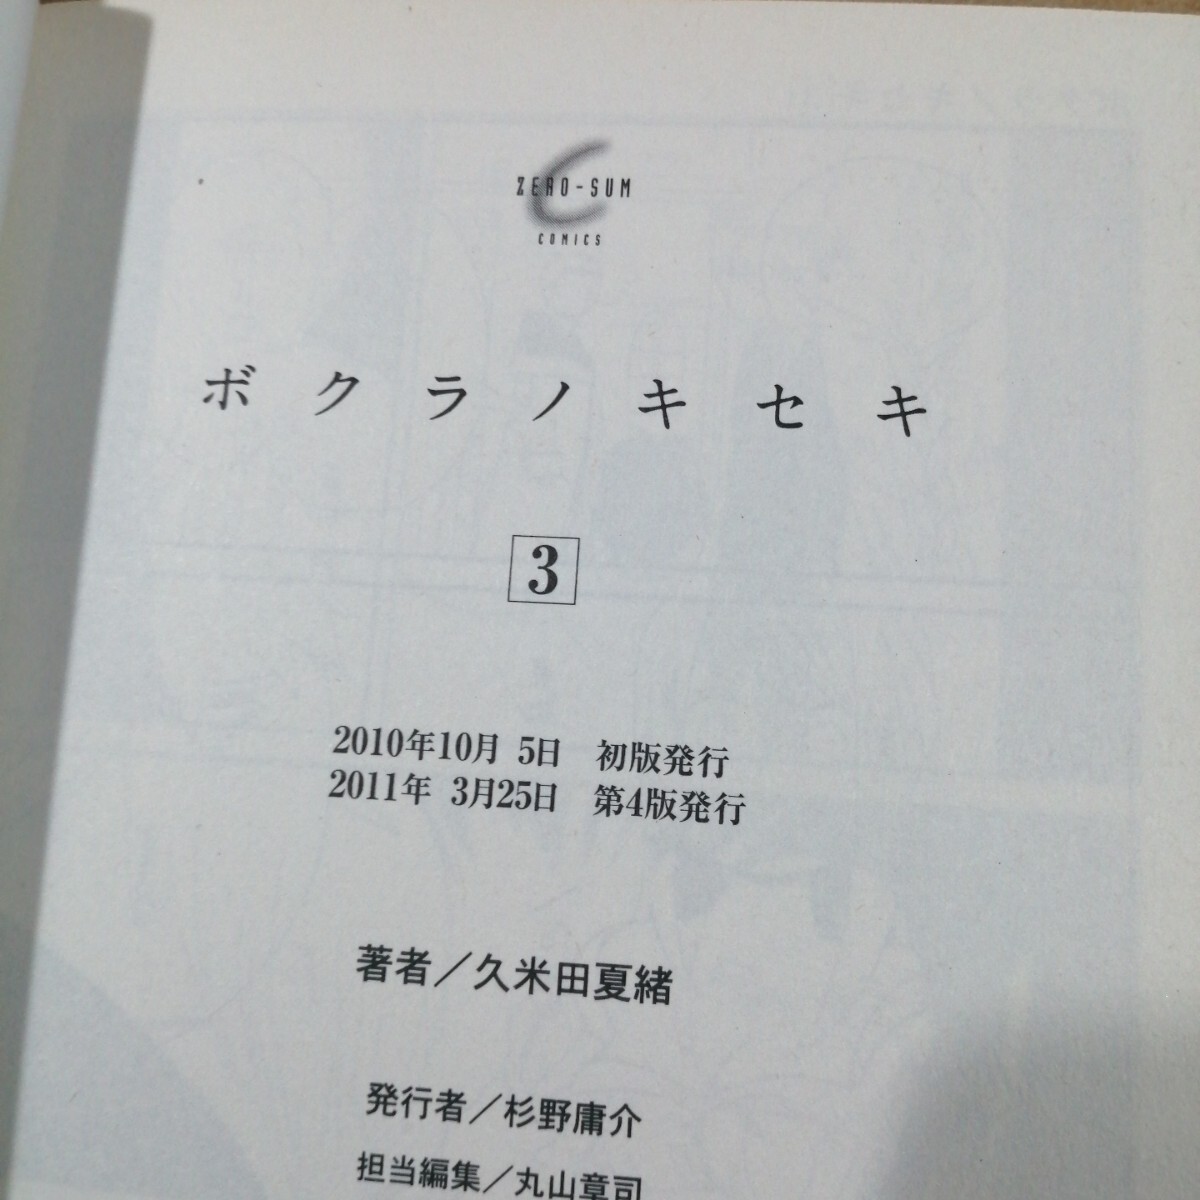 ZERO-SUM
COMICS
ボクラノキセキ
3
2010年10月 5日 初版発行
2011年 3月25日 第4版発行
著者／久米田夏緒
発行者／杉野庸介
担当編集／丸山章司